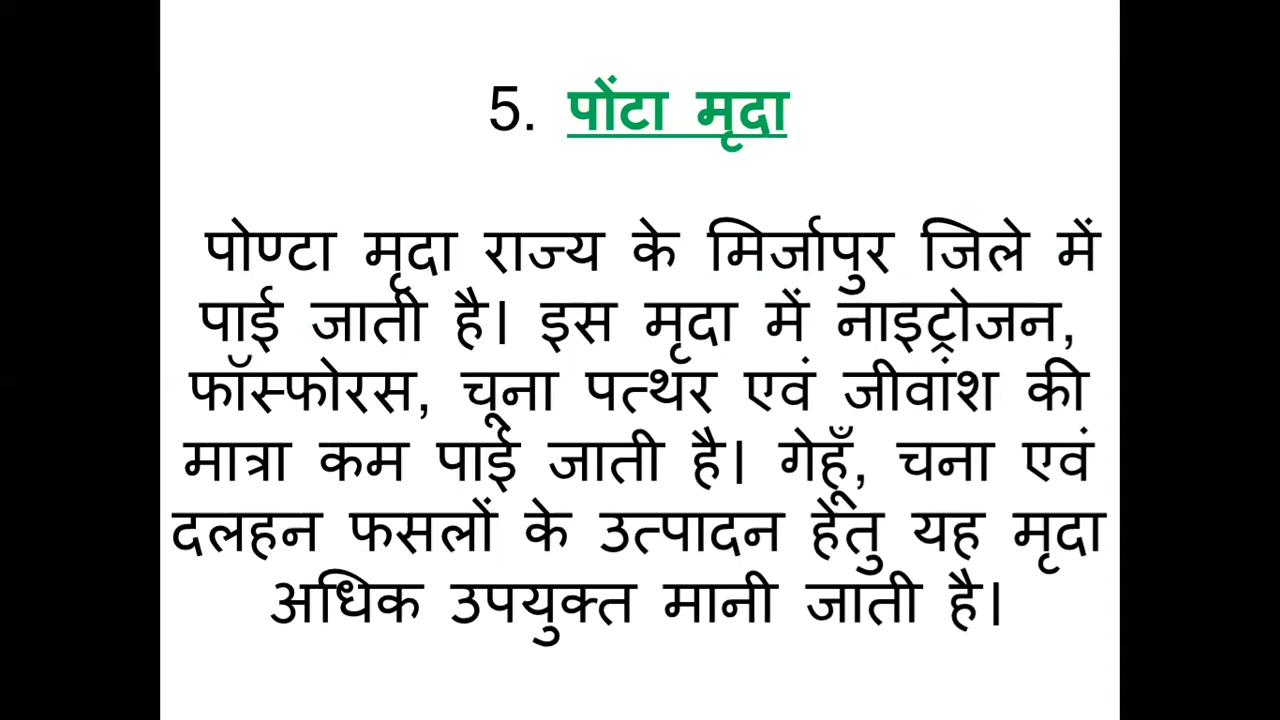 5. पोंटा मृदा
पोण्टा मृदा राज्य के मिर्जापुर जिले में
पाई जाती है। इस मृदा में नाइट्रोजन,
फॉस्फोरस, चूना पत्थर एवं जीवांश की
मात्रा कम पाई जाती है। गेहूँ, चना एवं
दलहन फसलों के उत्पादन हेतु यह मृदा
अधिक उपयुक्त मानी जाती है।